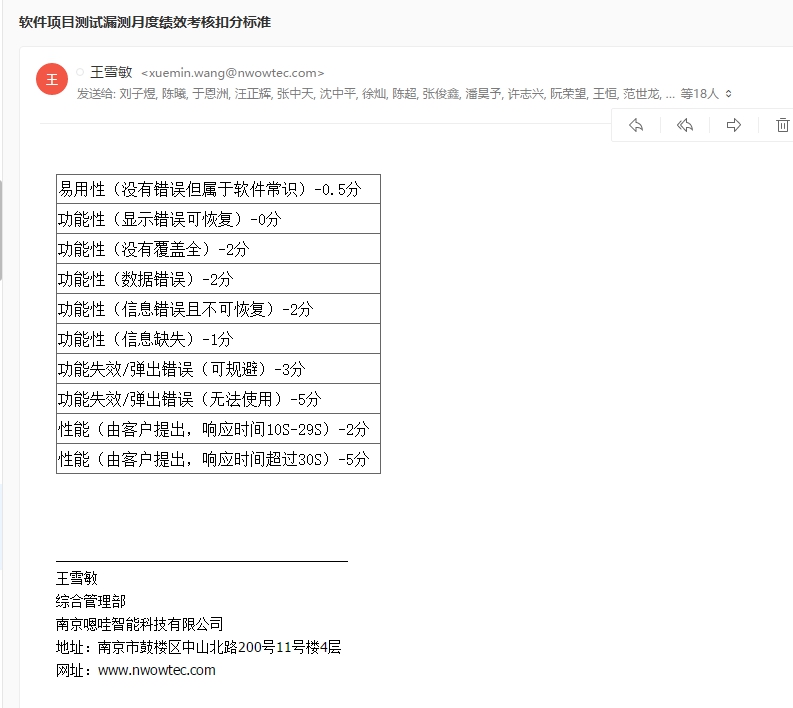 软件项目测试漏测月度绩效考核扣分标准
王
王雪敏 <xuemin.wang@nwowtec.com>
发送给: 刘子煜, 陈曦, 于恩洲, 汪正辉, 张中天, 沈中平, 徐灿, 陈超, 张俊鑫, 潘昊予, 许志兴, 阮荣望, 王恒, 范世龙, ... 等18人
易用性（没有错误但属于软件常识）-0.5分
功能性（显示错误可恢复）-0分
功能性（没有覆盖全）-2分
功能性（数据错误）-2分
功能性（信息错误且不可恢复）-2分
功能性（信息缺失）-1分
功能失效/弹出错误（可规避）-3分
功能失效/弹出错误（无法使用）-5分
性能（由客户提出，响应时间10S-29S）-2分
性能（由客户提出，响应时间超过30S）-5分
王雪敏
综合管理部
南京嗯哇智能科技有限公司
地址：南京市鼓楼区中山北路200号11号楼4层
网址：www.nwowtec.com